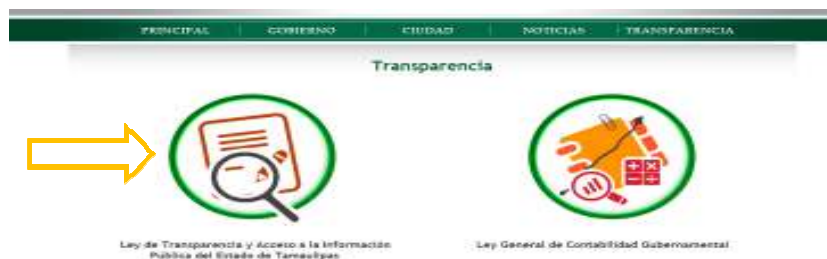 PRINCIPAL GOBIERNO CIUDAD NOTICIAS TRANSPARENCIA
Transparencia
Ley de Transparencia y Acceso a la Información
Pública del Estado de Tamaulipas
Ley General de Contabilidad Gubernamental